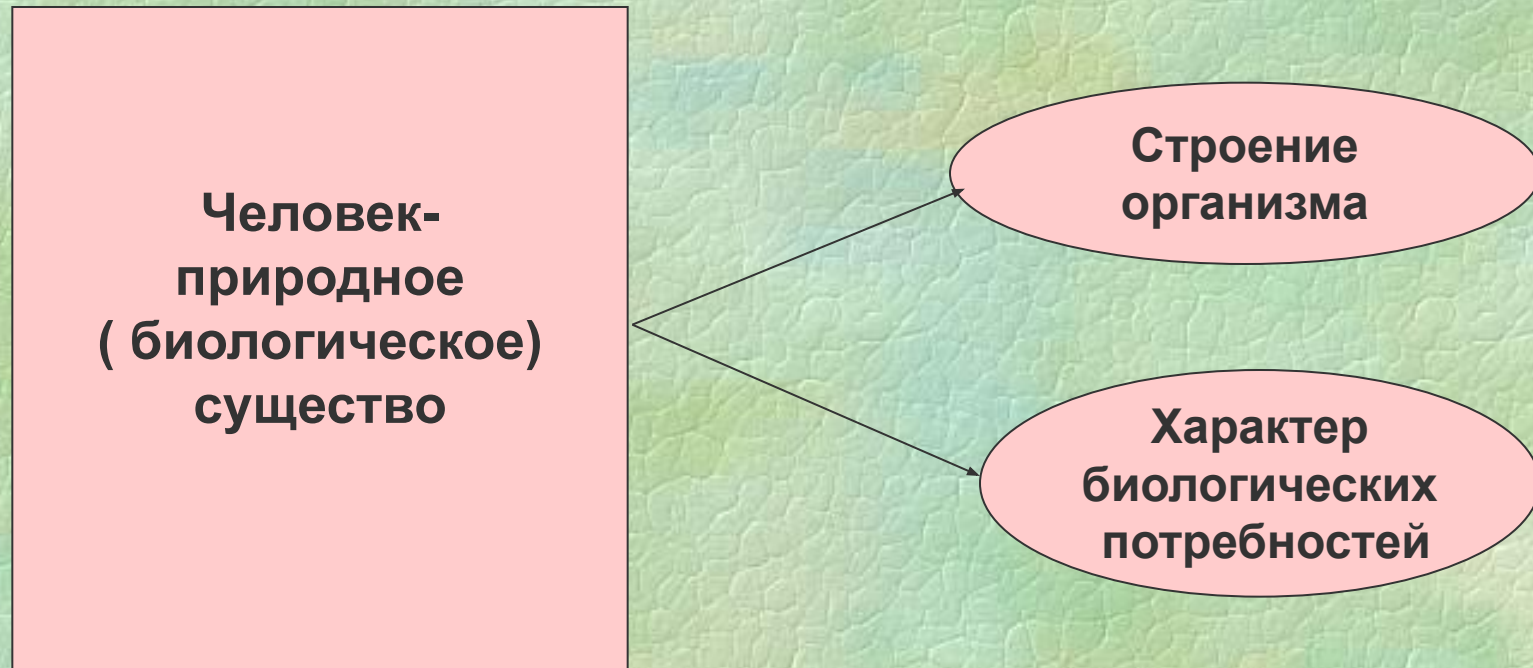 Человек-
природное
( биологическое)
существо
Строение
организма
Характер
биологических
потребностей